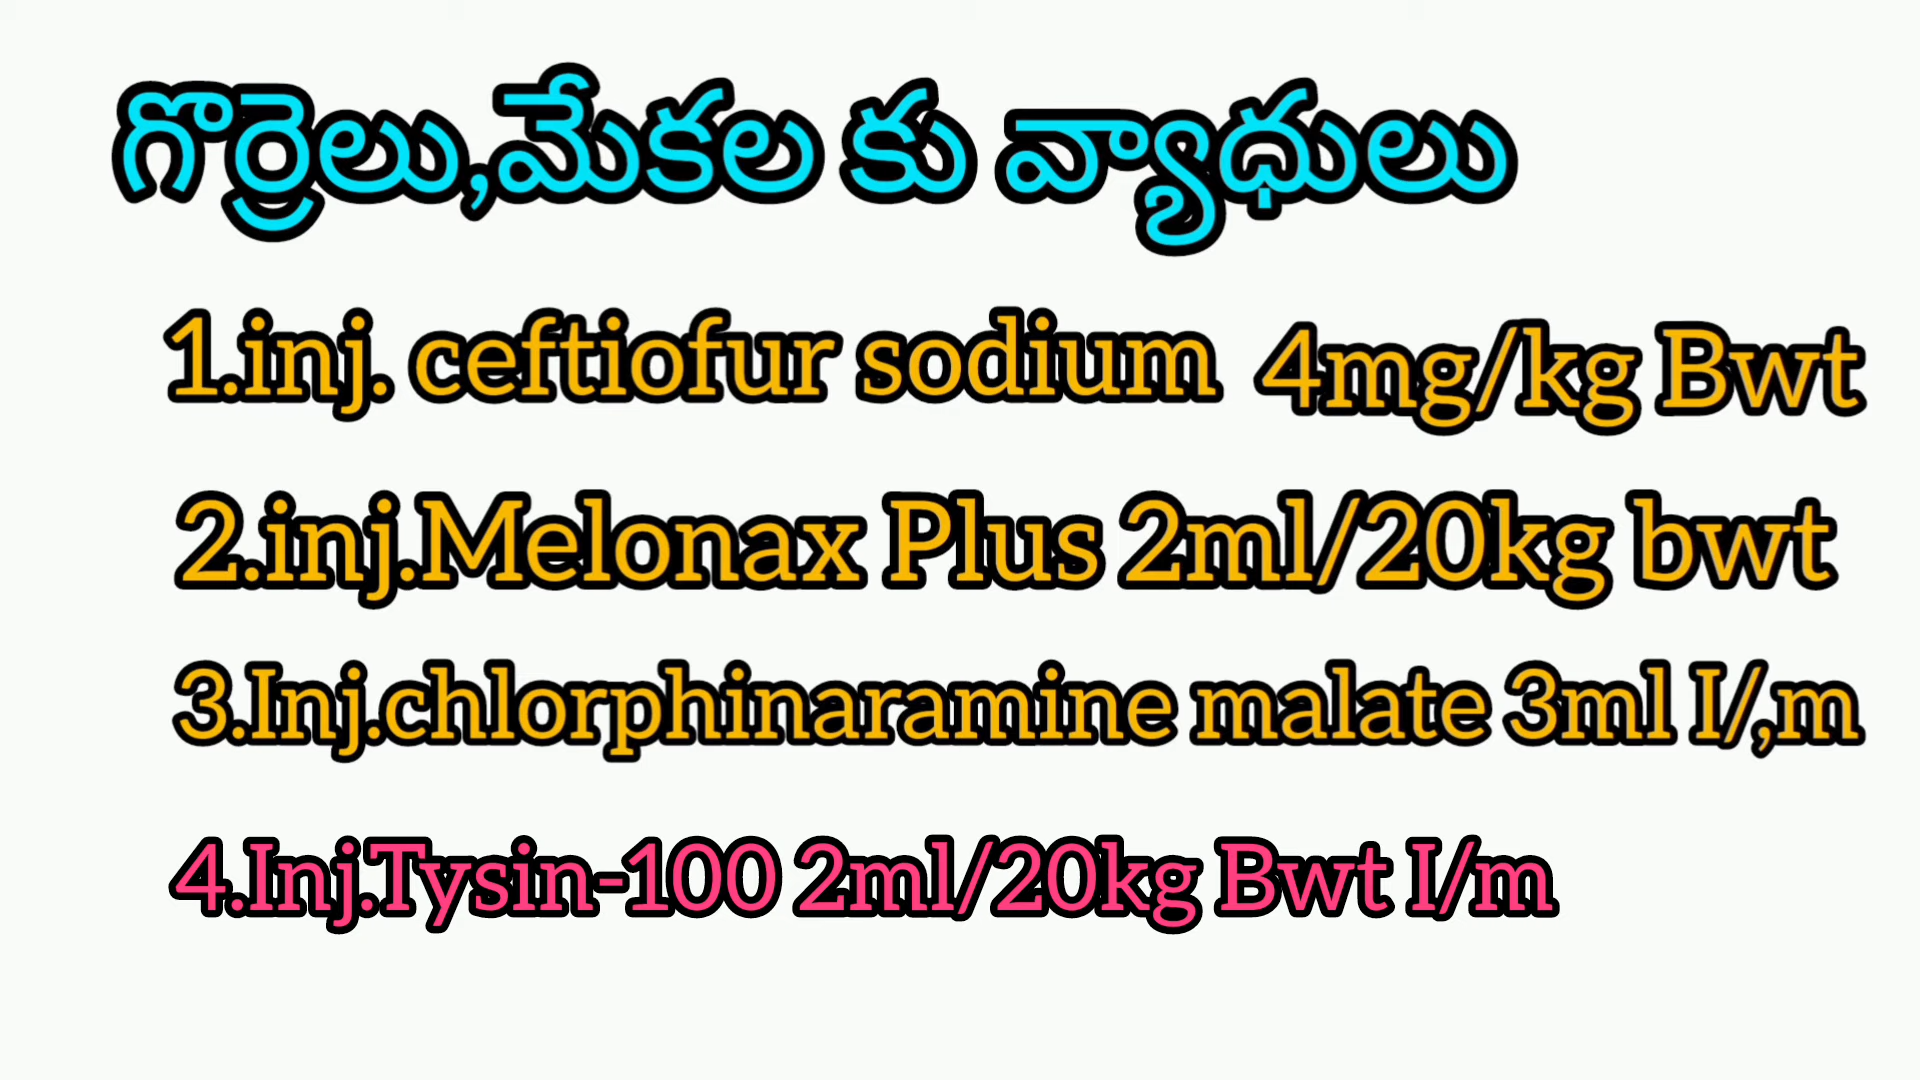 గొర్రెలు,మేకల కు వ్యాధులు
1.inj. ceftiofur sodium 4mg/kg Bwt
2.inj.Melonax Plus 2ml/20kg bwt
3.Inj.chlorphinaramine malate 3ml I/,m
4.Inj.Tysin-100 2ml/20kg Bwt I/m